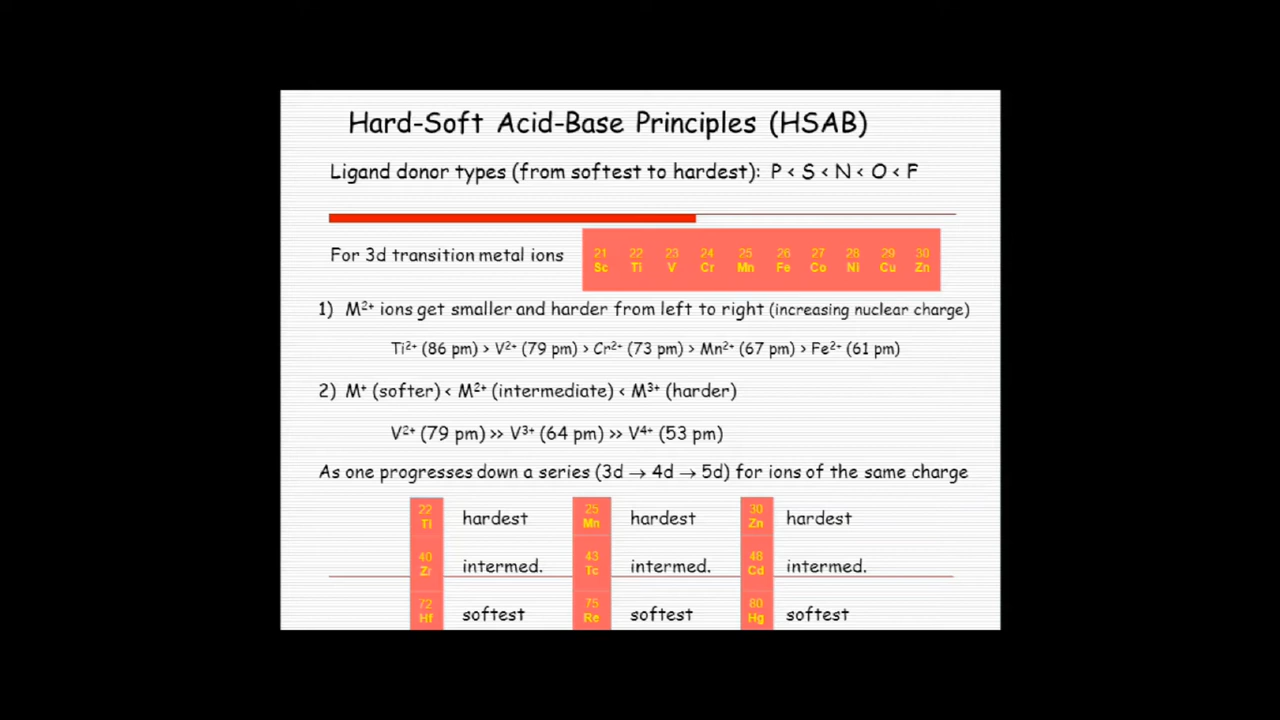 Hard-Soft Acid-Base Principles (HSAB)
Ligand donor types (from softest to hardest): P < S < N < O < F
For 3d transition metal ions
21 22 23 24 25 26 27 28 29 30
Sc Ti V Cr Mn Fe Co Ni Cu Zn
1) M²⁺ ions get smaller and harder from left to right (increasing nuclear charge)
Ti²⁺ (86 pm) > V²⁺ (79 pm) > Cr²⁺ (73 pm) > Mn²⁺ (67 pm) > Fe²⁺ (61 pm)
2) M⁺ (softer) < M²⁺ (intermediate) < M³⁺ (harder)
V²⁺ (79 pm) >> V³⁺ (64 pm) >> V⁴⁺ (53 pm)
As one progresses down a series (3d → 4d → 5d) for ions of the same charge
22 25 30
Ti hardest Mn hardest Zn hardest
40 43 48
Zr intermed. Tc intermed. Cd intermed.
72 75 80
Hf softest Re softest Hg softest